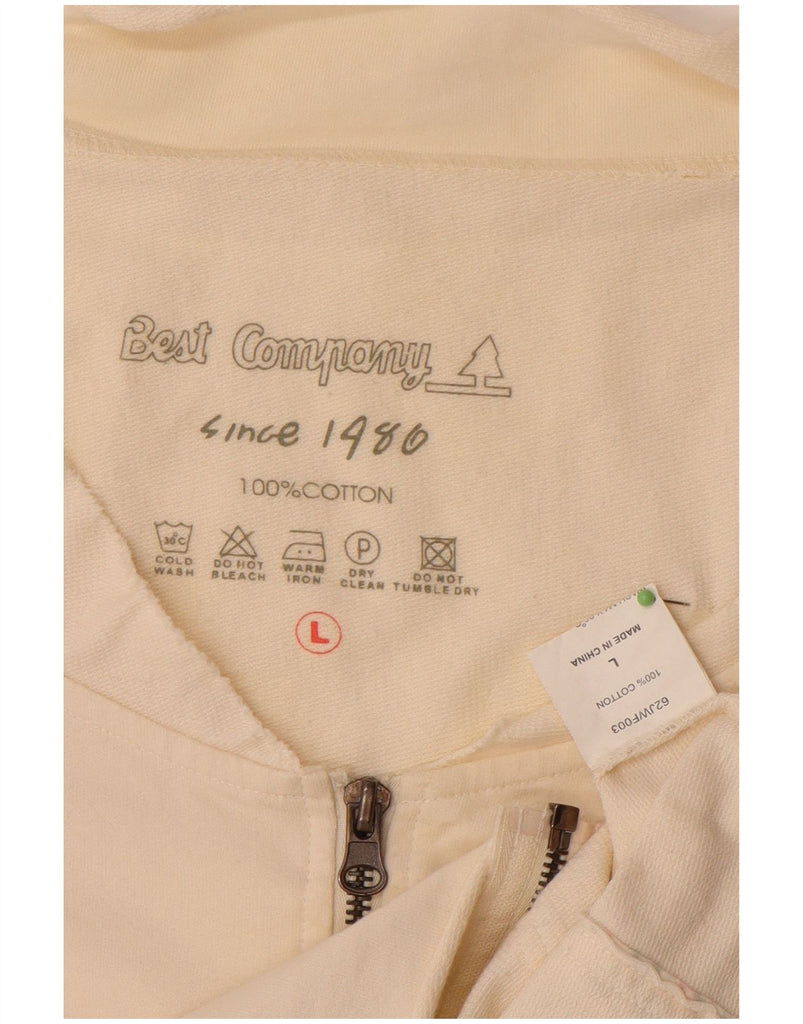 Best Company
since 1980
100%COTTON
30°C
P
COLD WASH
DO NOT BLEACH
WARM IRON
DRY CLEAN
DO NOT TUMBLE DRY
L
MADE IN CHINA
L
100% COTTON
62JWF003